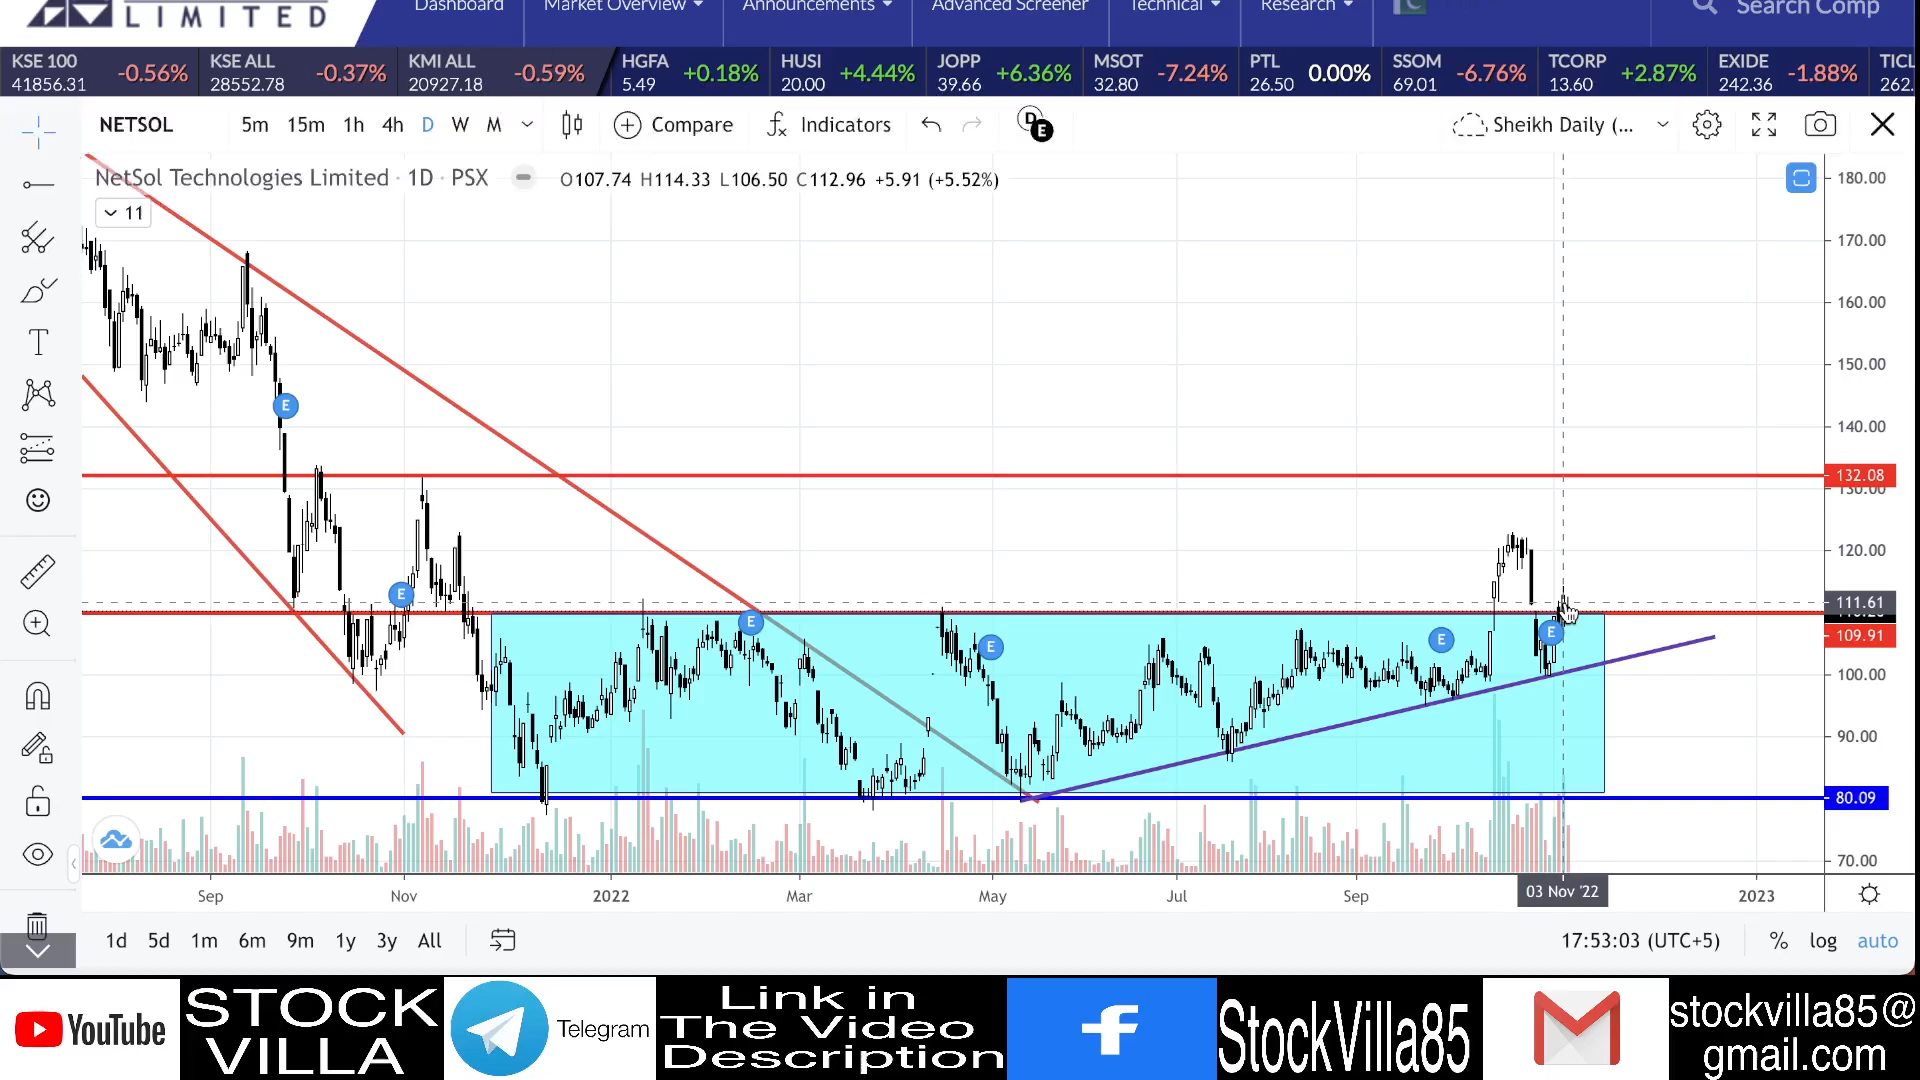 LIMITED
Dashboard
Market Overview
Announcements
Advanced Screener
Technical
Research
Search Comp
KSE 100
41856.31
-0.56%
KSE ALL
28552.78
-0.37%
KMI ALL
20927.18
-0.59%
HGFA
5.49
+0.18%
HUSI
20.00
+4.44%
JOPP
39.66
+6.36%
MSOT
32.80
-7.24%
PTL
26.50
0.00%
SSOM
69.01
-6.76%
TCORP
13.60
+2.87%
EXIDE
242.36
-1.88%
TICL
262.
NETSOL
5m 15m 1h 4h D W M
Compare
Indicators
D
E
Sheikh Daily (...
NetSol Technologies Limited · 1D · PSX
O107.74 H114.33 L106.50 C112.96 +5.91 (+5.52%)
11
180.00
170.00
160.00
150.00
140.00
132.08
130.00
120.00
111.61
109.91
100.00
90.00
80.09
70.00
E
E
E
E
E
E
Sep
Nov
2022
Mar
May
Jul
Sep
03 Nov '22
2023
1d 5d 1m 6m 9m 1y 3y All
17:53:03 (UTC+5)
% log auto
YouTube
STOCK
VILLA
Telegram
Link in
The Video
Description
f
StockVilla85
stockvilla85@
gmail.com